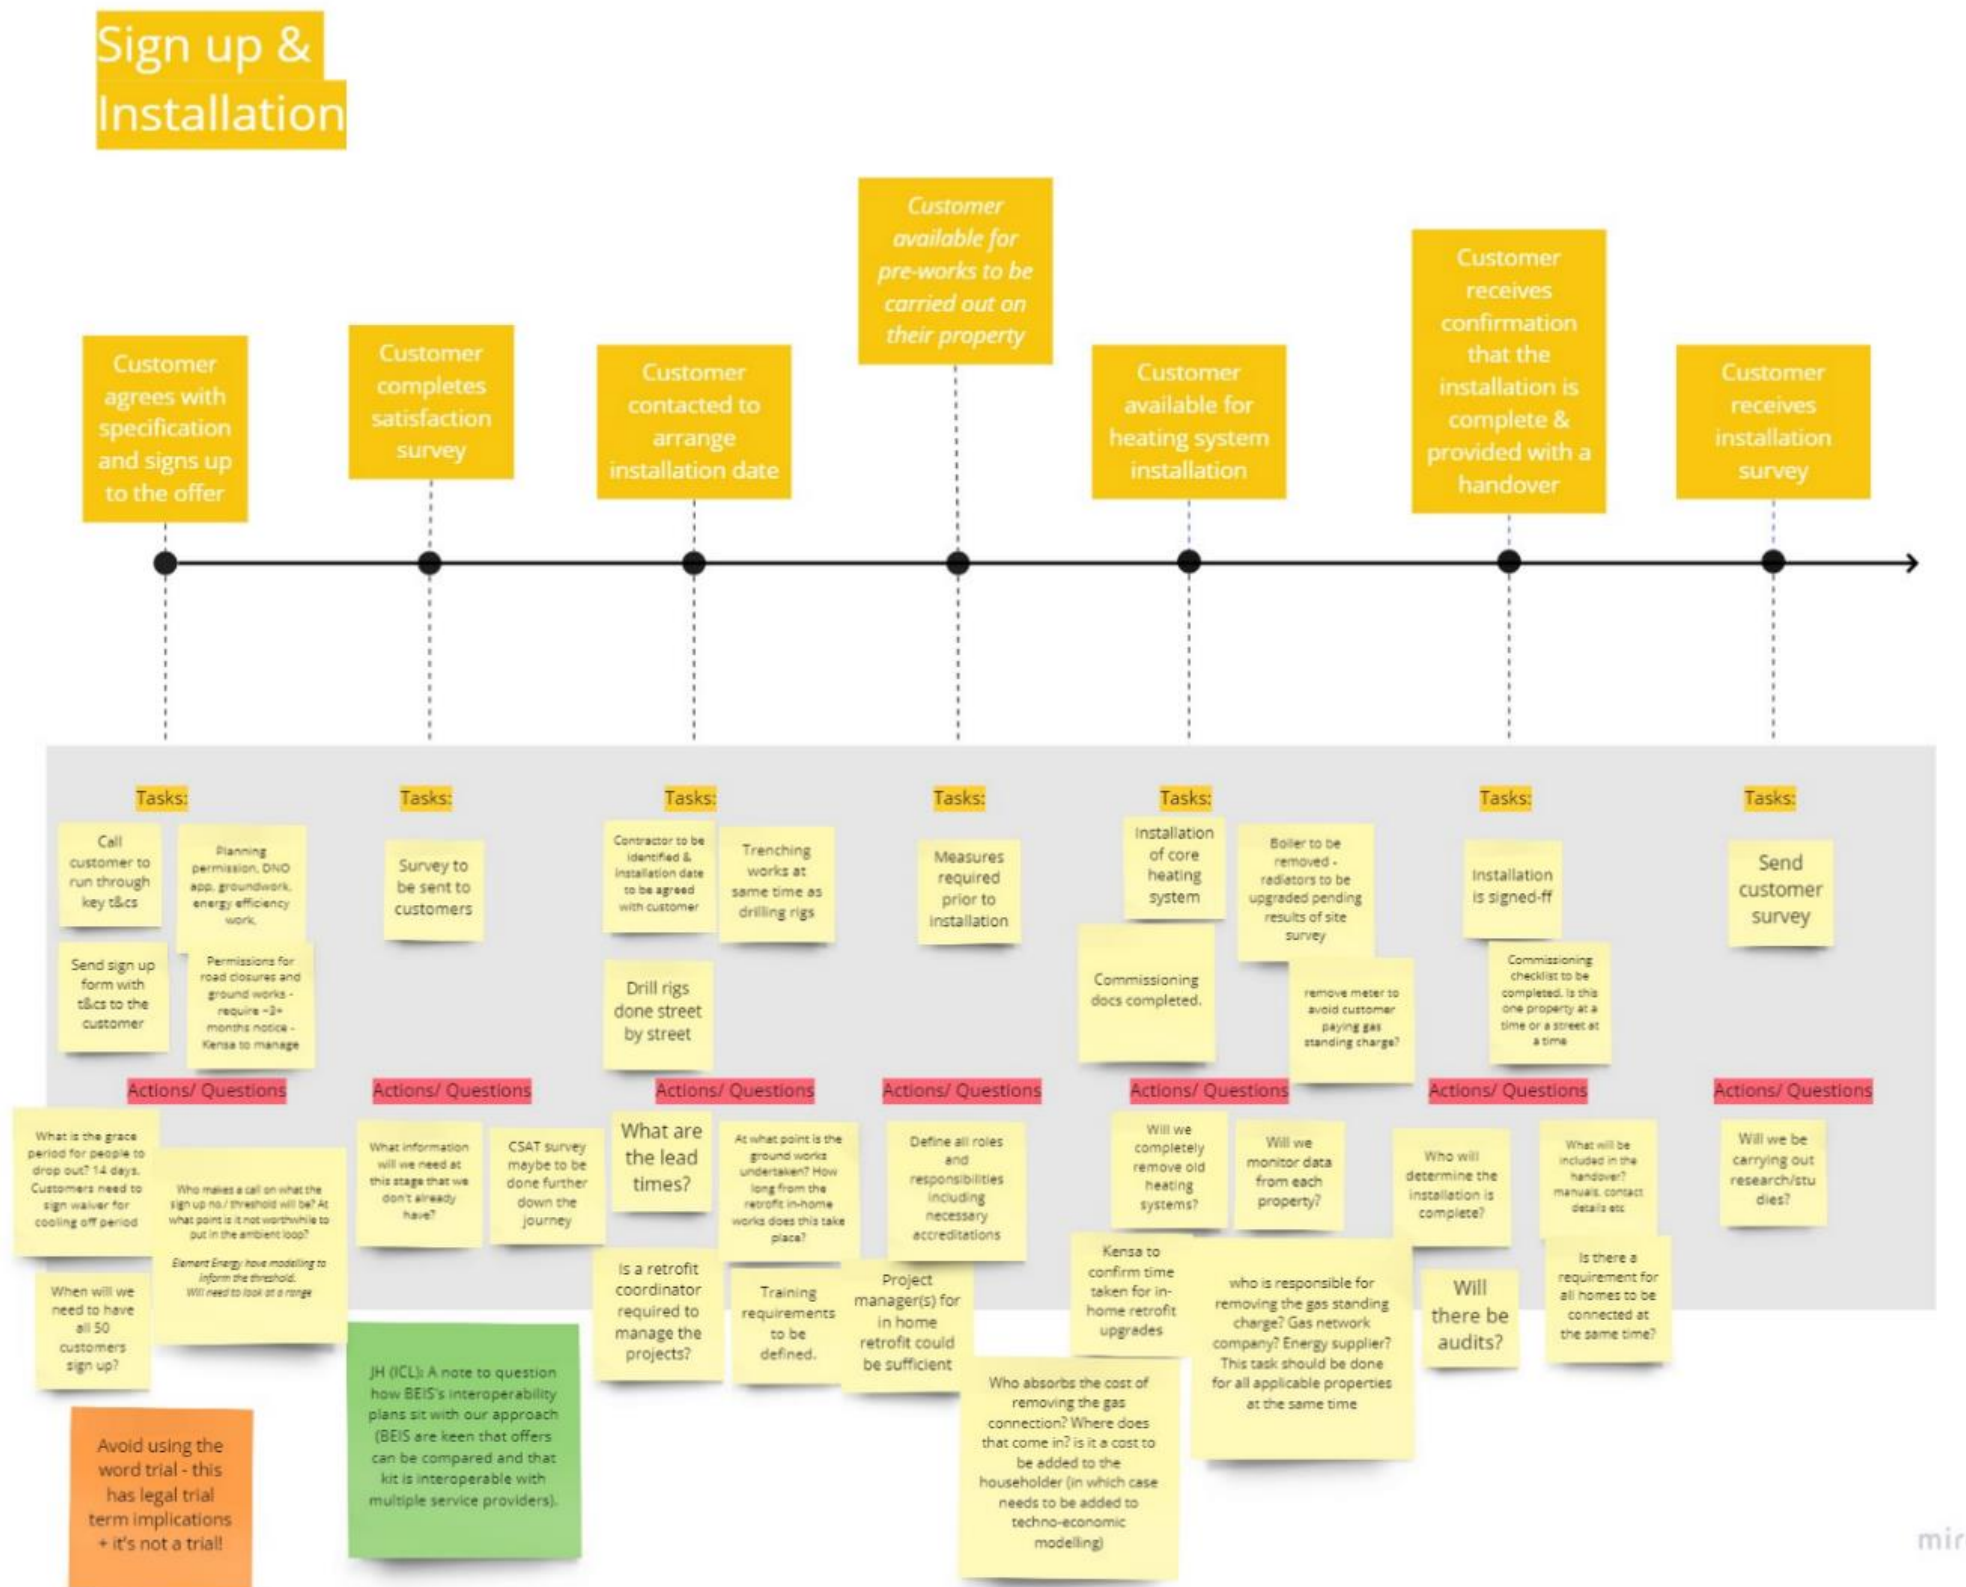 Sign up &
Installation
Customer
agrees with
specification
and signs up
to the offer
Customer
completes
satisfaction
survey
Customer
contacted to
arrange
installation date
Customer
available for
pre-works to be
carried out on
their property
Customer
available for
heating system
installation
Customer
receives
confirmation
that the
installation is
complete &
provided with a
handover
Customer
receives
installation
survey
Tasks:
Call
customer to
run through
key t&cs
Planning
permission, DNO
app, groundwork,
energy efficiency
work,
Send sign up
form with
t&cs to the
customer
Permissions for
road closures and
ground works -
require ~3+
months notice -
Kensa to manage
Tasks:
Survey to
be sent to
customers
Tasks:
Contractor to be
identified &
installation date
to be agreed
with customer
Trenching
works at
same time as
drilling rigs
Drill rigs
done street
by street
Tasks:
Measures
required
prior to
installation
Tasks:
Installation
of core
heating
system
Boiler to be
removed -
radiators to be
upgraded pending
results of site
survey
Commissioning
docs completed.
remove meter to
avoid customer
paying gas
standing charge?
Tasks:
Installation
is signed-ff
Commissioning
checklist to be
completed. Is this
one property at a
time or a street at
a time
Tasks:
Send
customer
survey
Actions/ Questions
What is the grace
period for people to
drop out? 14 days.
Customers need to
sign waiver for
cooling off period
Who makes a call on what the
sign up no./ threshold will be? At
what point is it not worthwhile to
put in the ambient loop?
Element Energy have modelling to
inform the threshold.
Will need to look at a range
When will we
need to have
all 50
customers
sign up?
Avoid using the
word trial - this
has legal trial
term implications
+ it's not a trial!
Actions/ Questions
What information
will we need at
this stage that we
don't already
have?
CSAT survey
maybe to be
done further
down the
journey
JH (ICL): A note to question
how BEIS's interoperability
plans sit with our approach
(BEIS are keen that offers
can be compared and that
kit is interoperable with
multiple service providers).
Actions/ Questions
What are
the lead
times?
At what point is the
ground works
undertaken? How
long from the
retrofit in-home
works does this take
place?
Is a retrofit
coordinator
required to
manage the
projects?
Training
requirements
to be
defined.
Actions/ Questions
Define all roles
and
responsibilities
including
necessary
accreditations
Project
manager(s) for
in home
retrofit could
be sufficient
Actions/ Questions
Will we
completely
remove old
heating
systems?
Will we
monitor data
from each
property?
Kensa to
confirm time
taken for in-
home retrofit
upgrades
who is responsible for
removing the gas standing
charge? Gas network
company? Energy supplier?
This task should be done
for all applicable properties
at the same time
Who absorbs the cost of
removing the gas
connection? Where does
that come in? is it a cost to
be added to the
householder (in which case
needs to be added to
techno-economic
modelling)
Actions/ Questions
Who will
determine the
installation is
complete?
What will be
included in the
handover?
manuals, contact
details etc
Will
there be
audits?
Is there a
requirement for
all homes to be
connected at
the same time?
Actions/ Questions
Will we be
carrying out
research/stu
dies?
mir